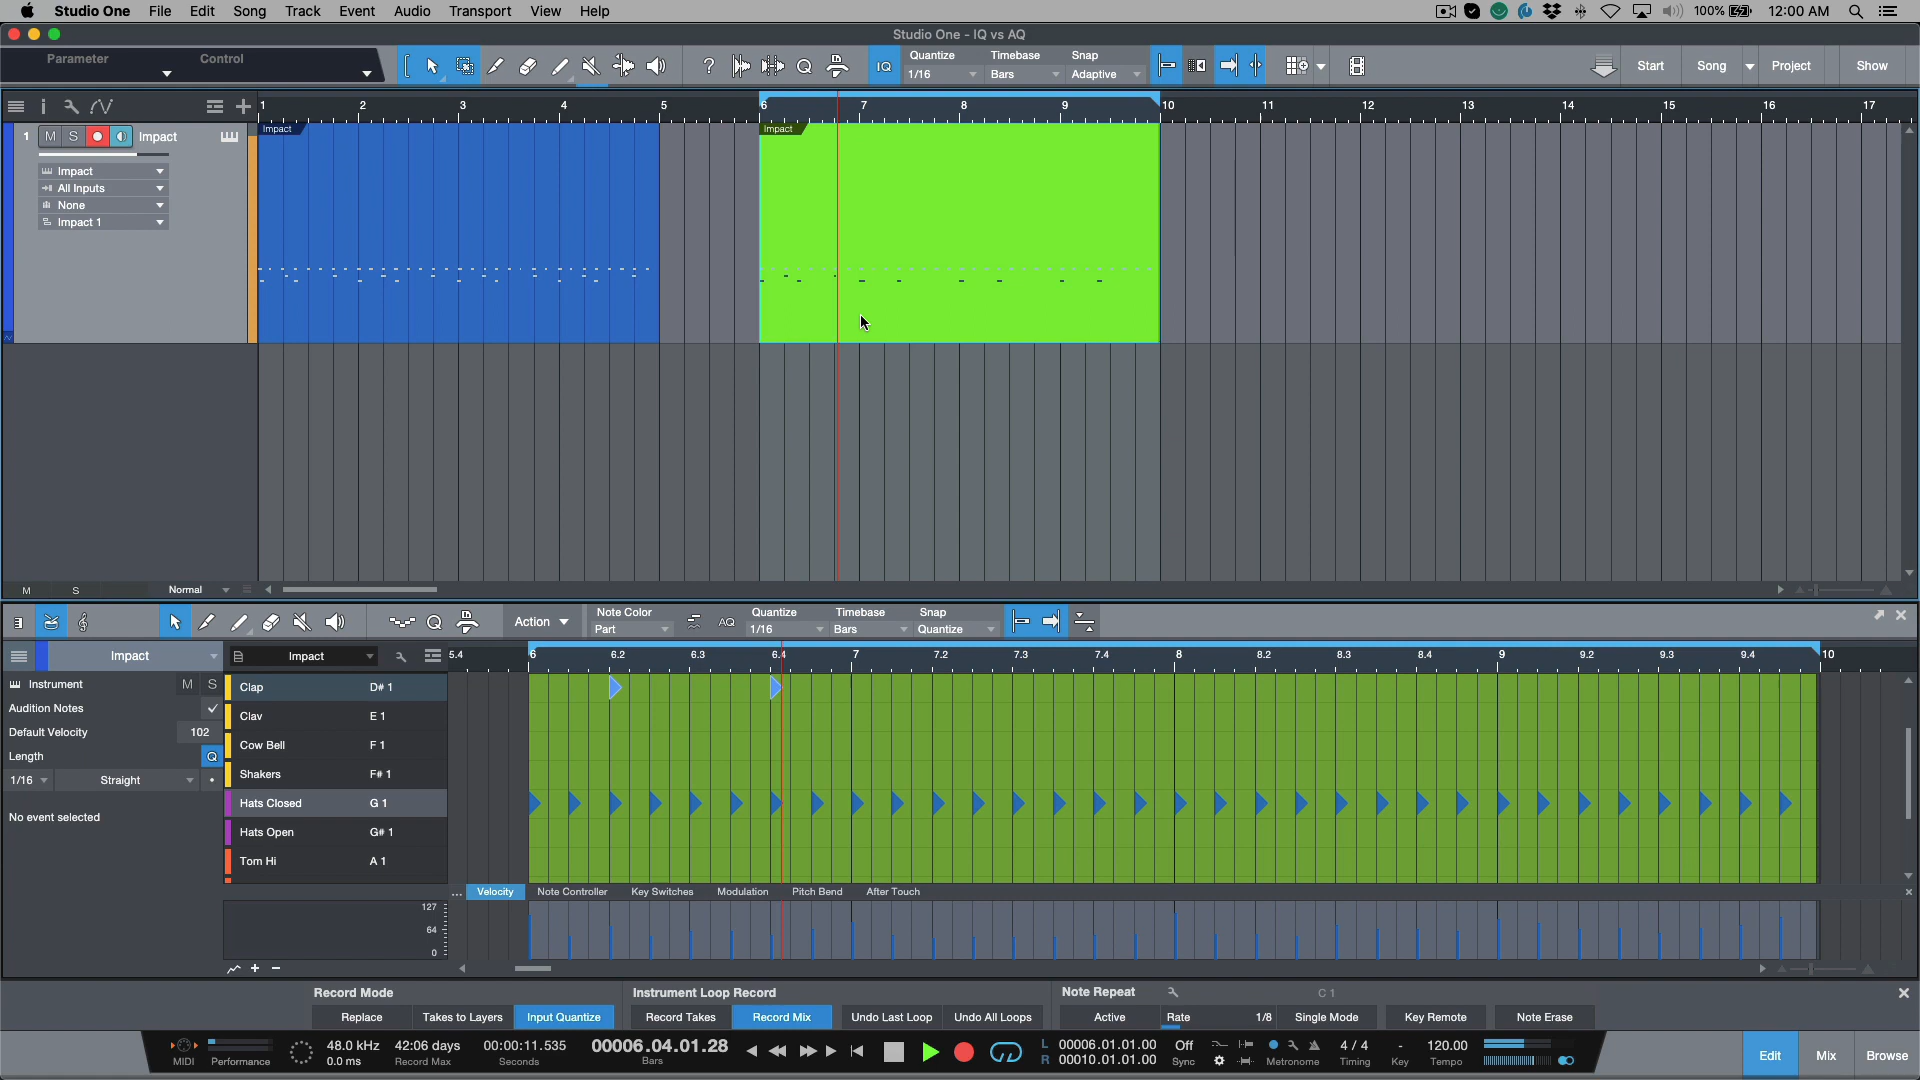 Studio One File Edit Song Track Event Audio Transport View Help 100% 12:00 AM
Studio One - IQ vs AQ
Parameter Control
Quantize Timebase Snap
IQ 1/16 Bars Adaptive
Start Song Project Show
1 2 3 4 5 6 7 8 9 10 11 12 13 14 15 16 17
1 M S Impact
Impact
All Inputs
None
Impact 1
Impact
Impact
M S Normal
Action
Note Color Part
AQ
Quantize 1/16
Timebase Bars
Snap Quantize
Impact Impact
5.4 6 6.2 6.3 6.4 7 7.2 7.3 7.4 8 8.2 8.3 8.4 9 9.2 9.3 9.4 10
Instrument M S
Audition Notes
Default Velocity 102
Length Q
1/16 Straight
No event selected
Clap D# 1
Clav E 1
Cow Bell F 1
Shakers F# 1
Hats Closed G 1
Hats Open G# 1
Tom Hi A 1
... Velocity Note Controller Key Switches Modulation Pitch Bend After Touch
127
64
0
Record Mode Instrument Loop Record Note Repeat C 1
Replace Takes to Layers Input Quantize Record Takes Record Mix Undo Last Loop Undo All Loops Active Rate 1/8 Single Mode Key Remote Note Erase
MIDI Performance
48.0 kHz 42:06 days 00:00:11.535 00006.04.01.28
0.0 ms Record Max Seconds Bars
L 00006.01.01.00
R 00010.01.01.00
Off 4 / 4 - 120.00
Sync Metronome Timing Key Tempo
Edit Mix Browse